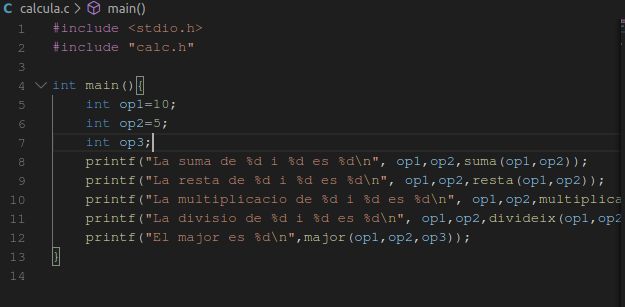 C calcula.c > main()
1 #include <stdio.h>
2 #include "calc.h"
3
4 int main(){
5 int op1=10;
6 int op2=5;
7 int op3;
8 printf("La suma de %d i %d es %d\n", op1,op2,suma(op1,op2));
9 printf("La resta de %d i %d es %d\n", op1,op2,resta(op1,op2));
10 printf("La multiplicacio de %d i %d es %d\n", op1,op2,multiplica
11 printf("La divisio de %d i %d es %d\n", op1,op2,divideix(op1,op2
12 printf("El major es %d\n",major(op1,op2,op3));
13 }
14